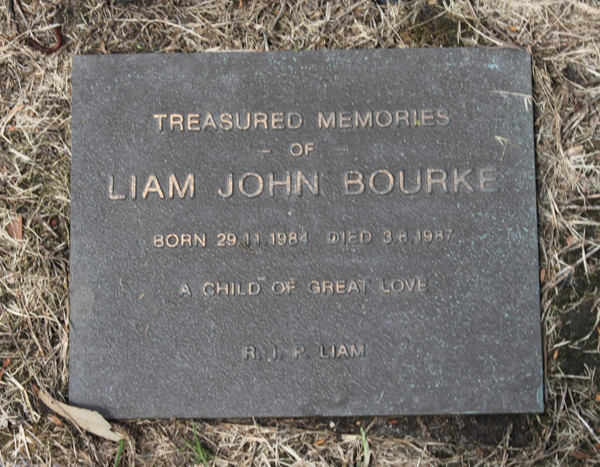 TREASURED MEMORIES
- OF -
LIAM JOHN BOURKE
BORN 29.11.1984 DIED 3.8.1987
A CHILD OF GREAT LOVE
R. I. P. LIAM